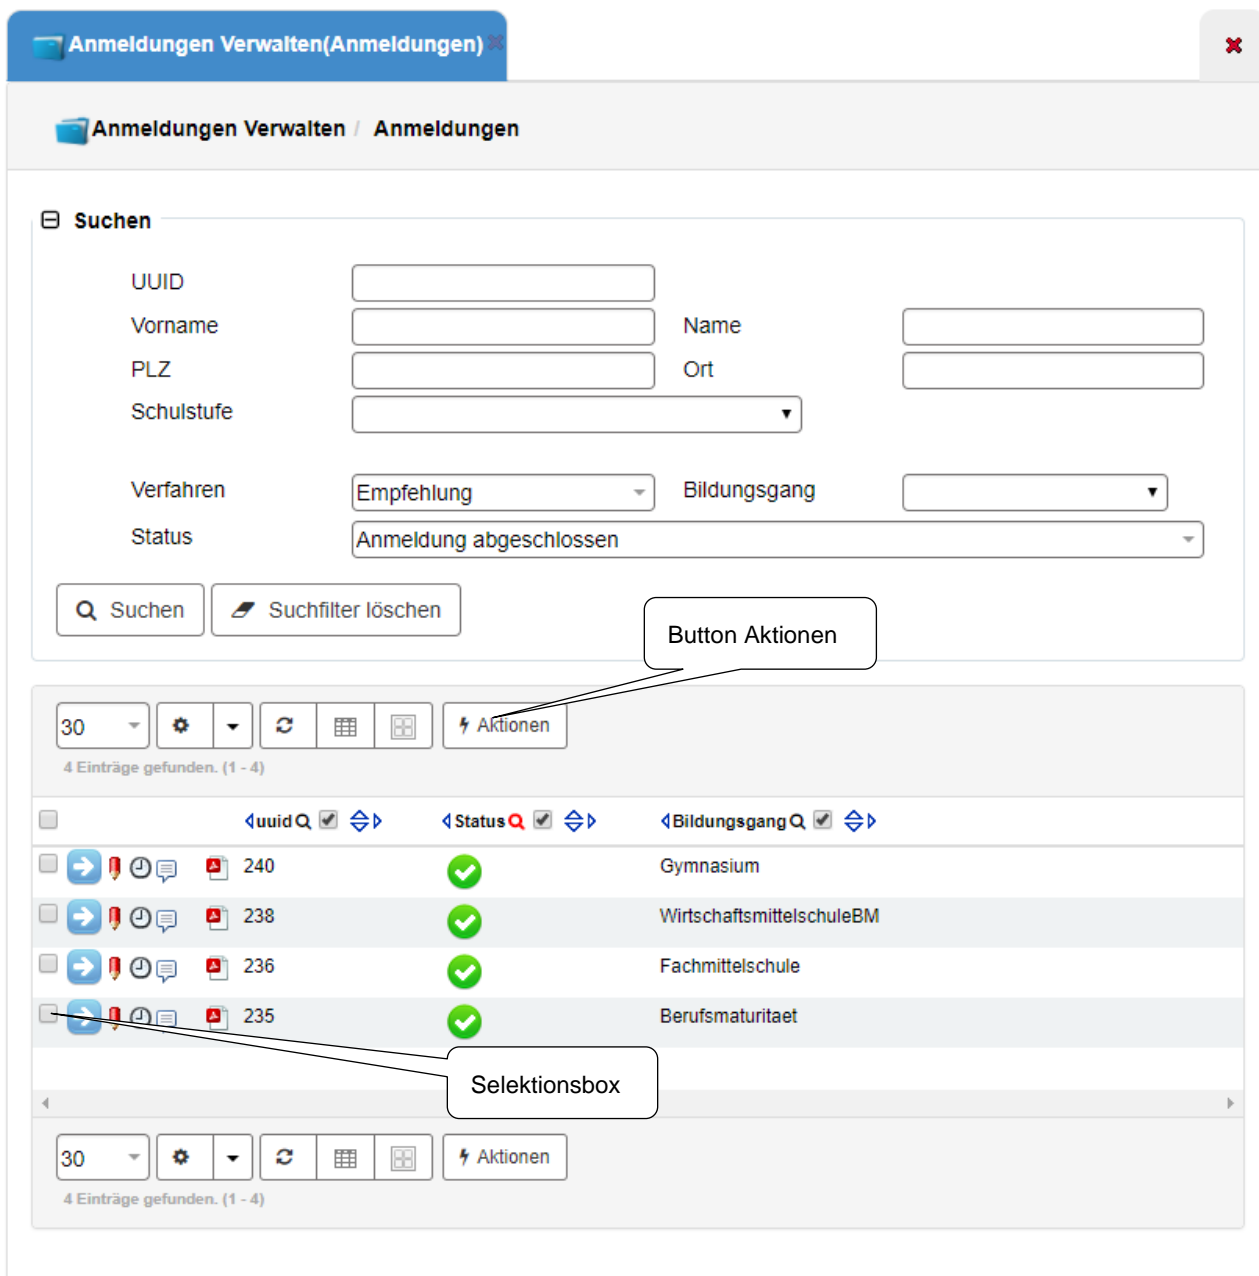 Anmeldungen Verwalten(Anmeldungen)
Anmeldungen Verwalten / Anmeldungen
Suchen
UUID
Vorname Name
PLZ Ort
Schulstufe
Verfahren Empfehlung Bildungsgang
Status Anmeldung abgeschlossen
Suchen Suchfilter löschen
Button Aktionen
30 Aktionen
4 Einträge gefunden. (1 - 4)
uuid Status Bildungsgang
240 Gymnasium
238 WirtschaftsmittelschuleBM
236 Fachmittelschule
235 Berufsmaturitaet
Selektionsbox
30 Aktionen
4 Einträge gefunden. (1 - 4)